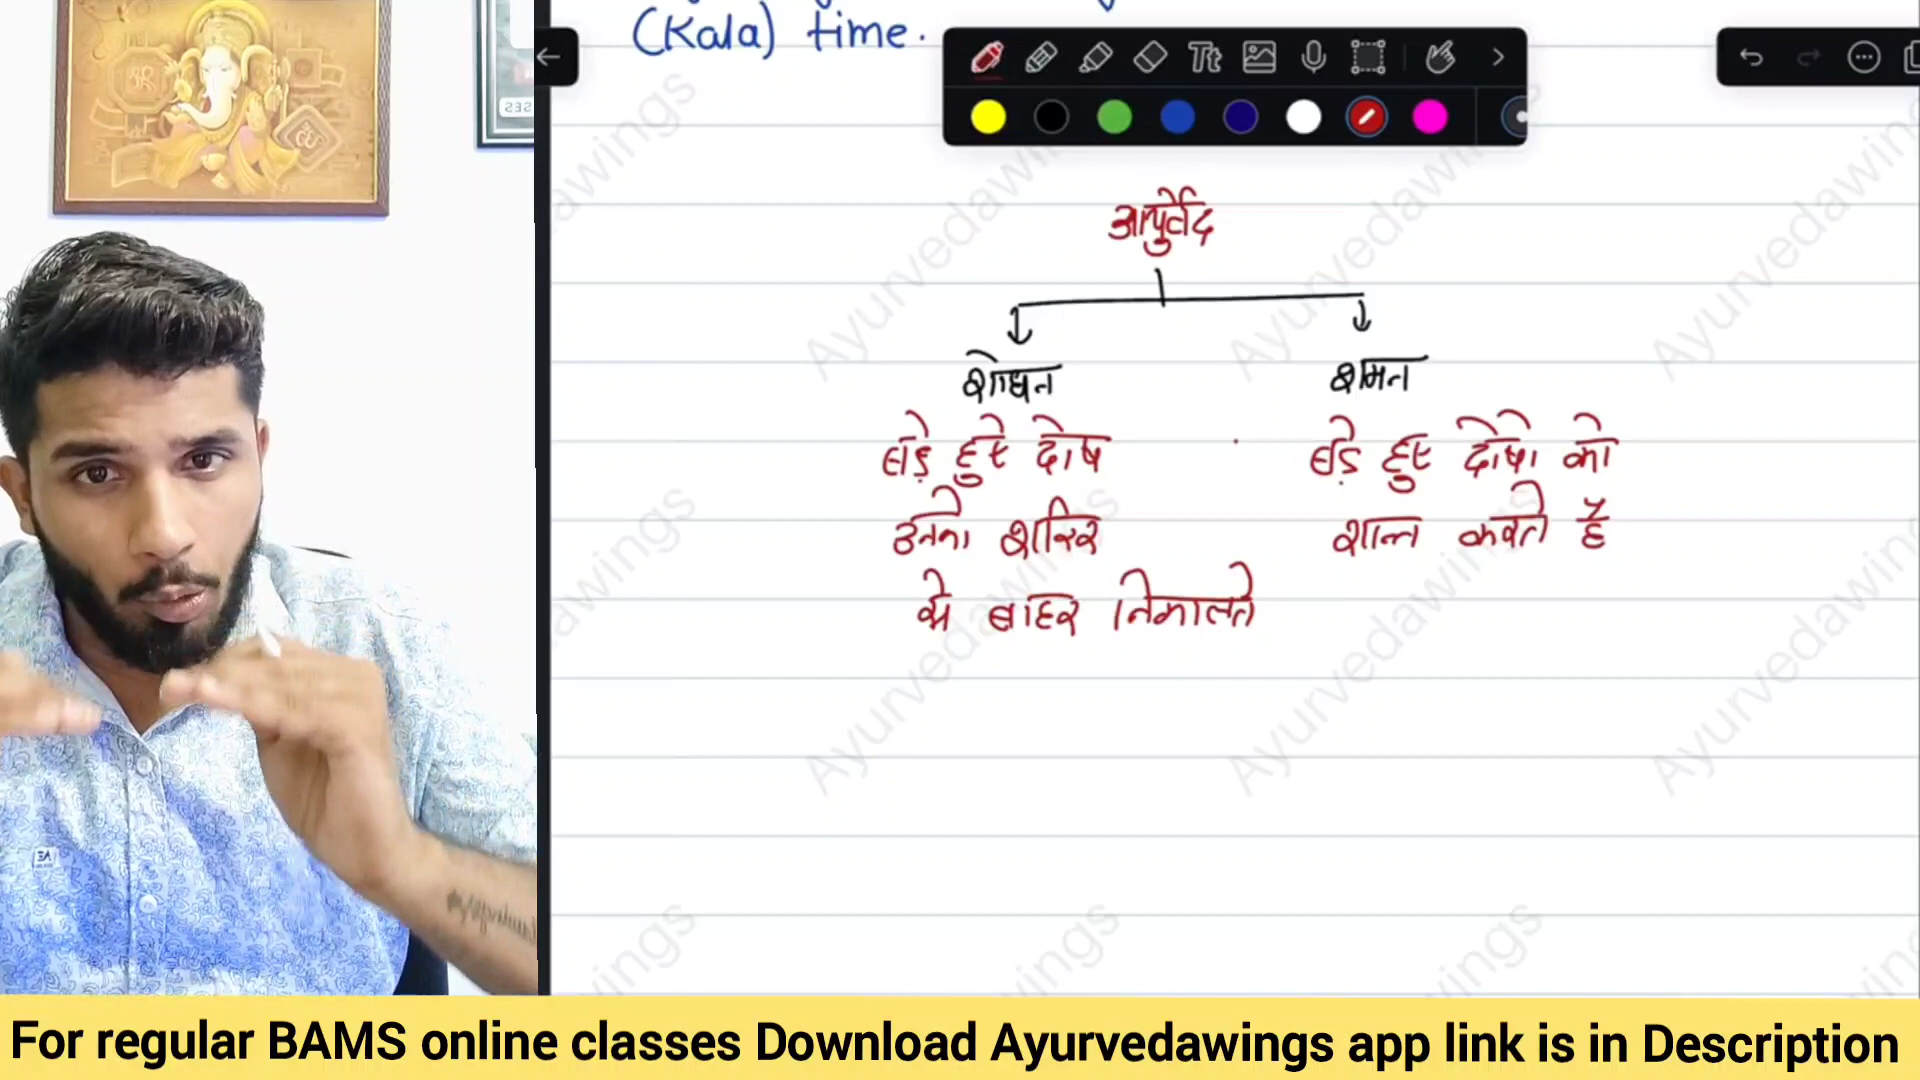 (Kala) time.
आयुर्वेद
शोधन शमन
बढे़ हुए दोष बढे़ हुए दोषो को
उनको शरिर शान्त करते है
से बाहर निकालते
Ayurvedawings
For regular BAMS online classes Download Ayurvedawings app link is in Description